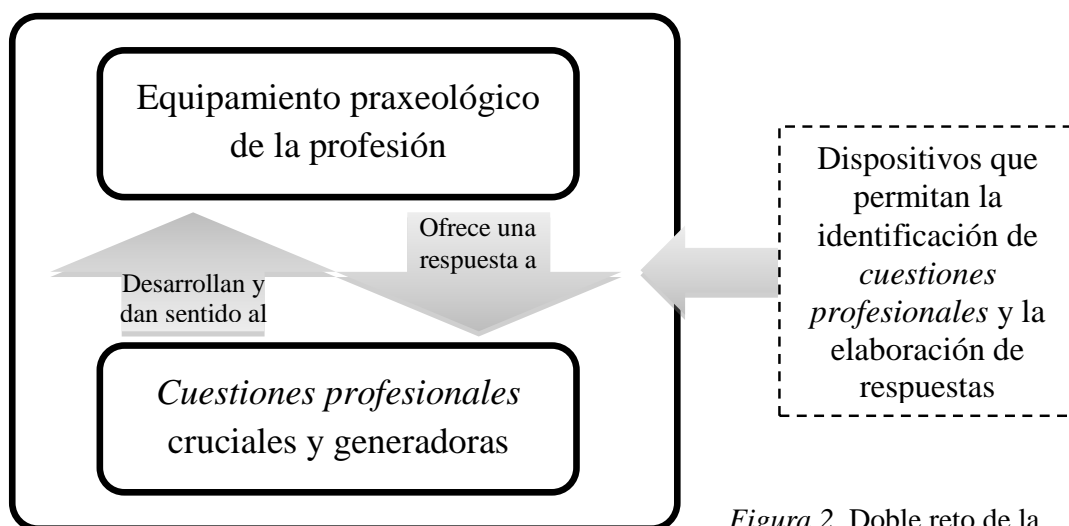 Equipamiento praxeológico
de la profesión
Ofrece una
respuesta a
Desarrollan y
dan sentido al
Cuestiones profesionales
cruciales y generadoras
Dispositivos que
permitan la
identificación de
cuestiones
profesionales y la
elaboración de
respuestas
Figura 2. Doble reto de la